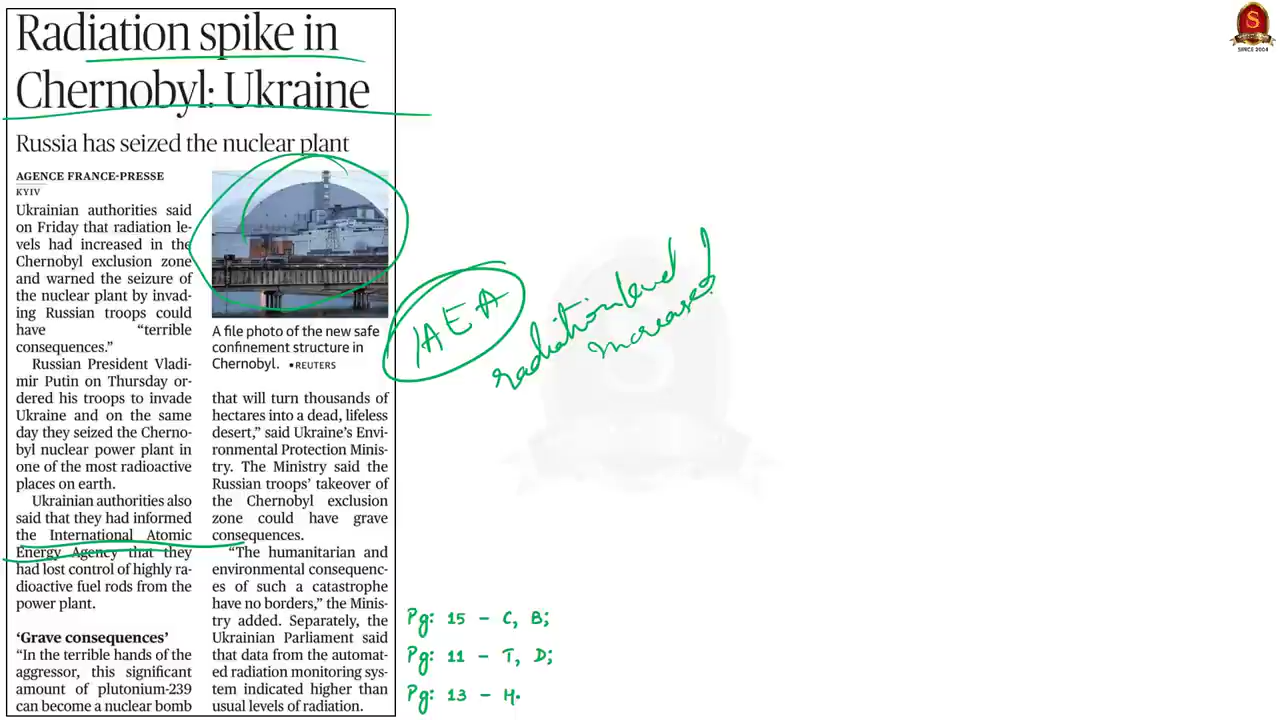 Radiation spike in
Chernobyl: Ukraine
Russia has seized the nuclear plant
AGENCE FRANCE-PRESSE
KYIV
Ukrainian authorities said
on Friday that radiation le-
vels had increased in the
Chernobyl exclusion zone
and warned the seizure of
the nuclear plant by invad-
ing Russian troops could
have "terrible
consequences."
Russian President Vladi-
mir Putin on Thursday or-
dered his troops to invade
Ukraine and on the same
day they seized the Cherno-
byl nuclear power plant in
one of the most radioactive
places on earth.
Ukrainian authorities also
said that they had informed
the International Atomic
Energy Agency that they
had lost control of highly ra-
dioactive fuel rods from the
power plant.
'Grave consequences'
"In the terrible hands of the
aggressor, this significant
amount of plutonium-239
can become a nuclear bomb
A file photo of the new safe
confinement structure in
Chernobyl. •REUTERS
that will turn thousands of
hectares into a dead, lifeless
desert," said Ukraine's Envi-
ronmental Protection Minis-
try. The Ministry said the
Russian troops' takeover of
the Chernobyl exclusion
zone could have grave
consequences.
"The humanitarian and
environmental consequenc-
es of such a catastrophe
have no borders," the Minis-
try added. Separately, the
Ukrainian Parliament said
that data from the automat-
ed radiation monitoring sys-
tem indicated higher than
usual levels of radiation.
IAEA
radiation level
increased
Pg: 15 - C, B;
Pg: 11 - T, D;
Pg: 13 - H.
S
SINCE 2004